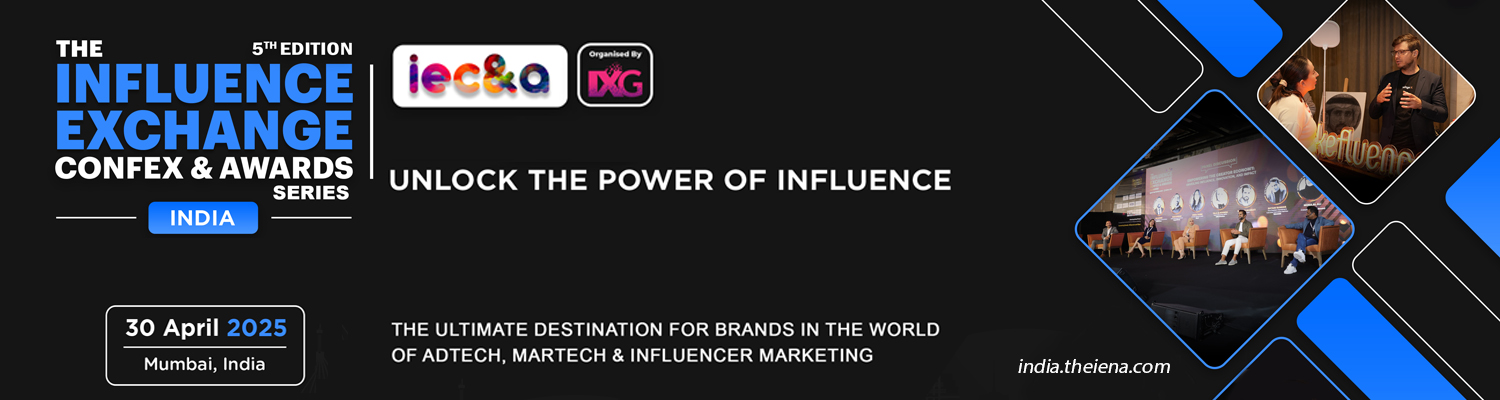 THE
5TH EDITION
INFLUENCE
EXCHANGE
CONFEX & AWARDS
SERIES
INDIA
iec&a
Organised By
IXG
UNLOCK THE POWER OF INFLUENCE
30 April 2025
Mumbai, India
THE ULTIMATE DESTINATION FOR BRANDS IN THE WORLD
OF ADTECH, MARTECH & INFLUENCER MARKETING
india.theiena.com
kefluenc